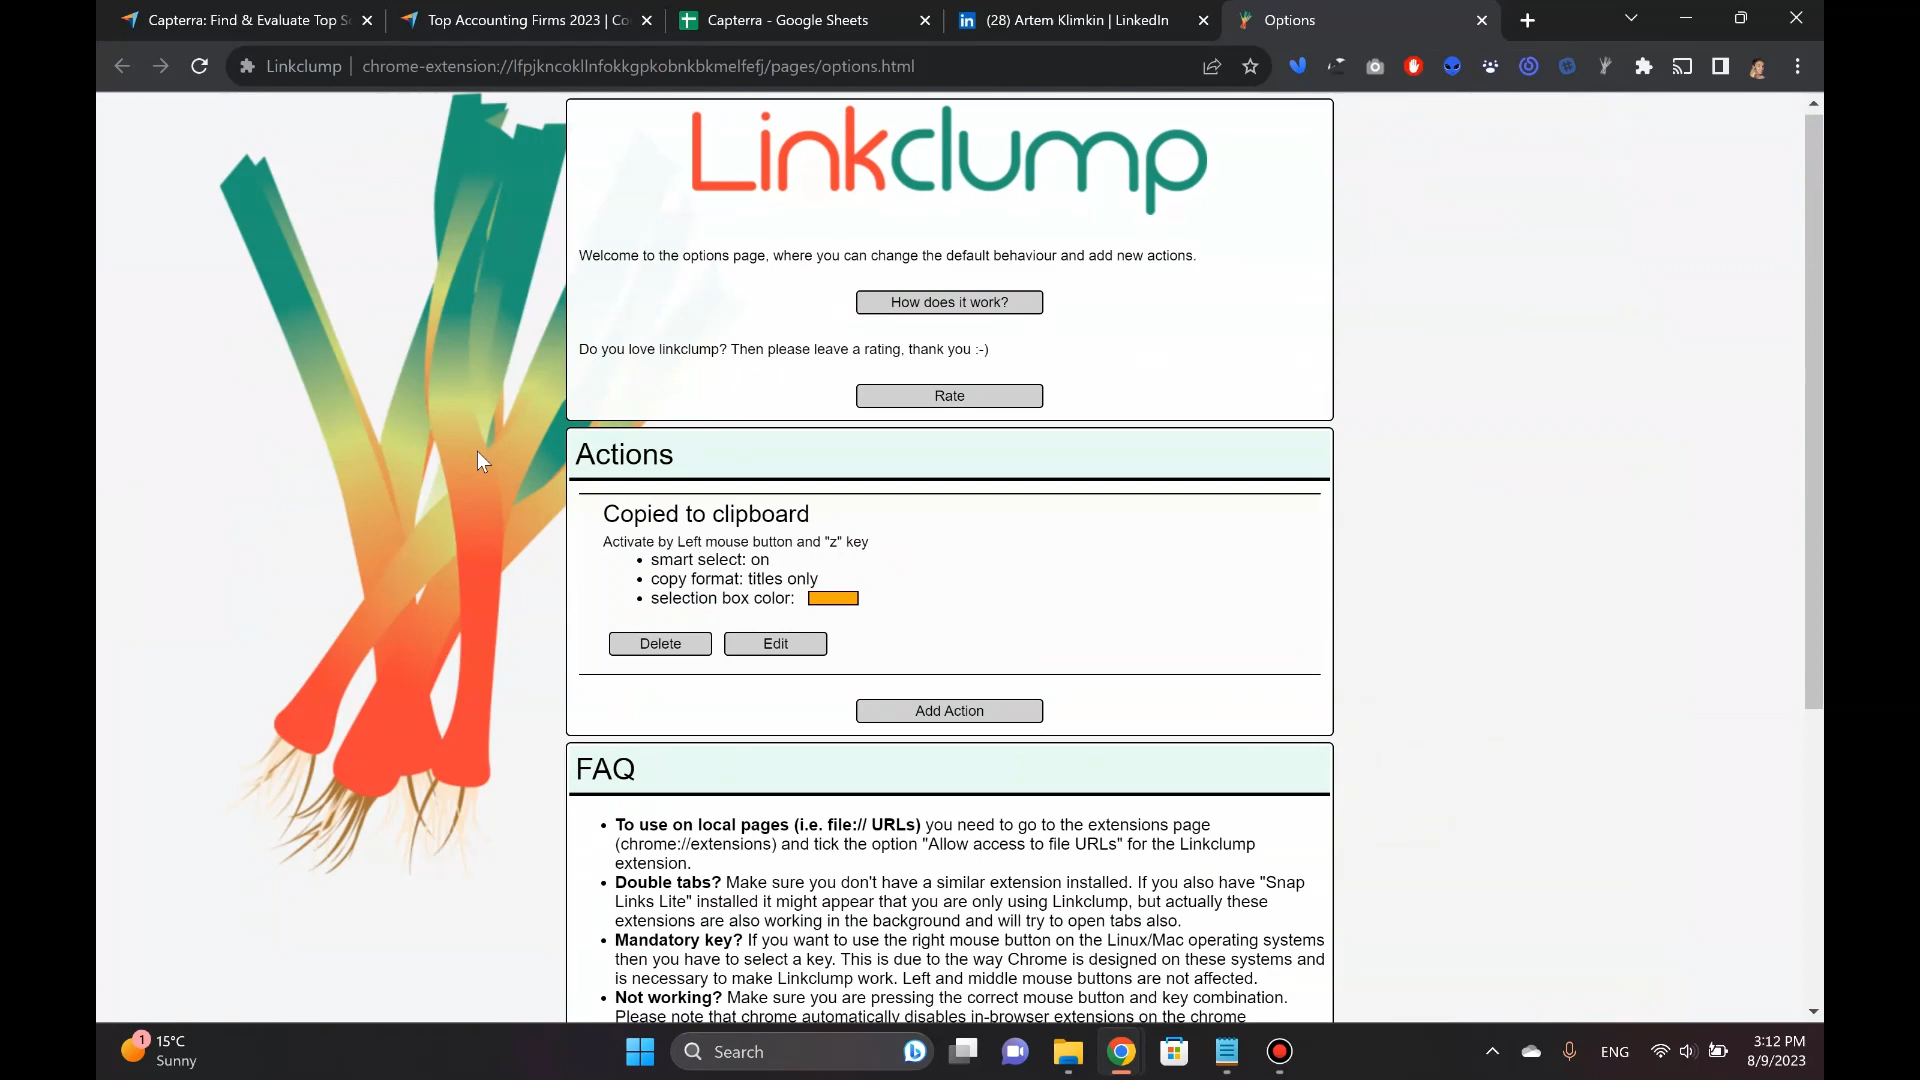 Capterra: Find & Evaluate Top S
Top Accounting Firms 2023 | Co
Capterra - Google Sheets
(28) Artem Klimkin | LinkedIn
Options
Linkclump
chrome-extension://lfpjkncokllnfokkgpkobnkbkmelfefj/pages/options.html
Linkclump
Welcome to the options page, where you can change the default behaviour and add new actions.
How does it work?
Do you love linkclump? Then please leave a rating, thank you :-)
Rate
Actions
Copied to clipboard
Activate by Left mouse button and "z" key
• smart select: on
• copy format: titles only
• selection box color:
Delete
Edit
Add Action
FAQ
• To use on local pages (i.e. file:// URLs) you need to go to the extensions page
(chrome://extensions) and tick the option "Allow access to file URLs" for the Linkclump
extension.
• Double tabs? Make sure you don't have a similar extension installed. If you also have "Snap
Links Lite" installed it might appear that you are only using Linkclump, but actually these
extensions are also working in the background and will try to open tabs also.
• Mandatory key? If you want to use the right mouse button on the Linux/Mac operating systems
then you have to select a key. This is due to the way Chrome is designed on these systems and
is necessary to make Linkclump work. Left and middle mouse buttons are not affected.
• Not working? Make sure you are pressing the correct mouse button and key combination.
Please note that chrome automatically disables in-browser extensions on the chrome
1
15°C
Sunny
Search
ENG
3:12 PM
8/9/2023